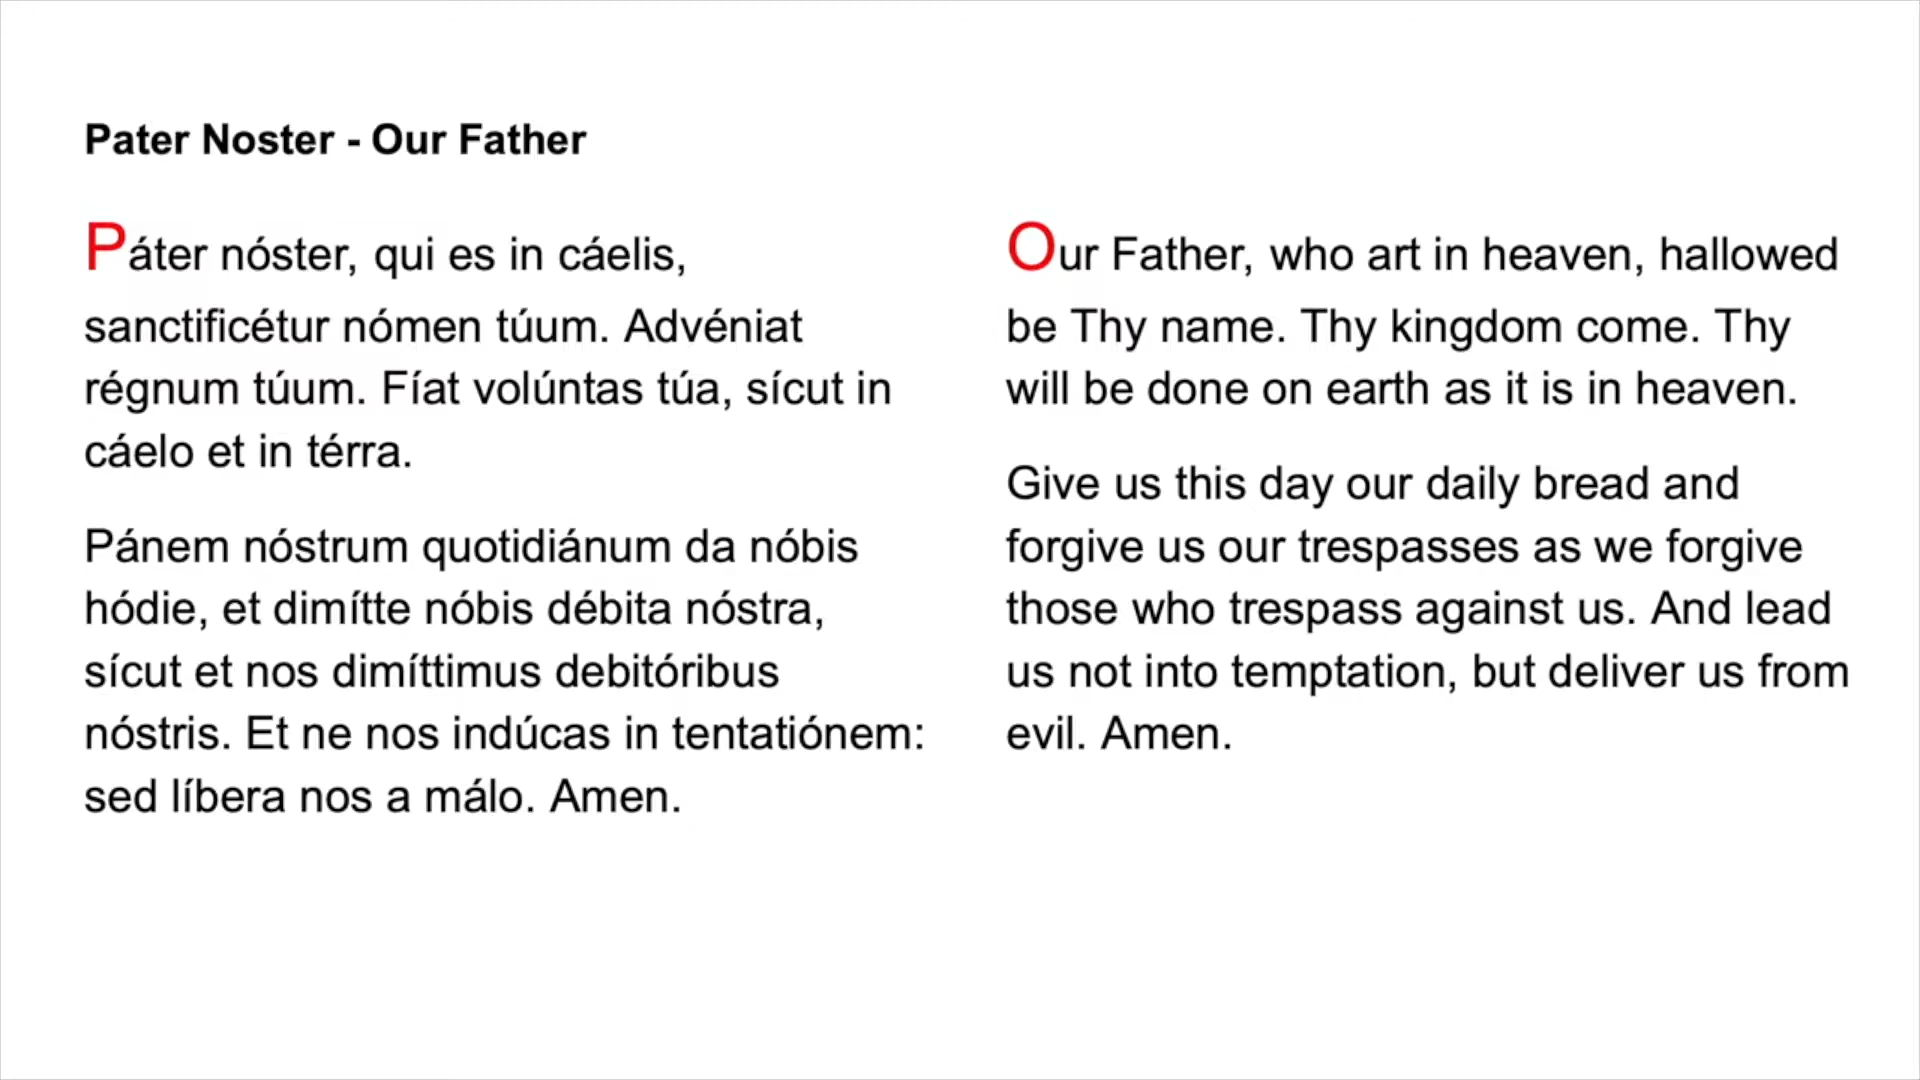 Pater Noster - Our Father
Páter nóster, qui es in cáelis,
sanctificétur nómen túum. Advéniat
régnum túum. Fíat volúntas túa, sícut in
cáelo et in térra.
Pánem nóstrum quotidiánum da nóbis
hódie, et dimítte nóbis débita nóstra,
sícut et nos dimíttimus debitóribus
nóstris. Et ne nos indúcas in tentatiónem:
sed líbera nos a málo. Amen.
Our Father, who art in heaven, hallowed
be Thy name. Thy kingdom come. Thy
will be done on earth as it is in heaven.
Give us this day our daily bread and
forgive us our trespasses as we forgive
those who trespass against us. And lead
us not into temptation, but deliver us from
evil. Amen.